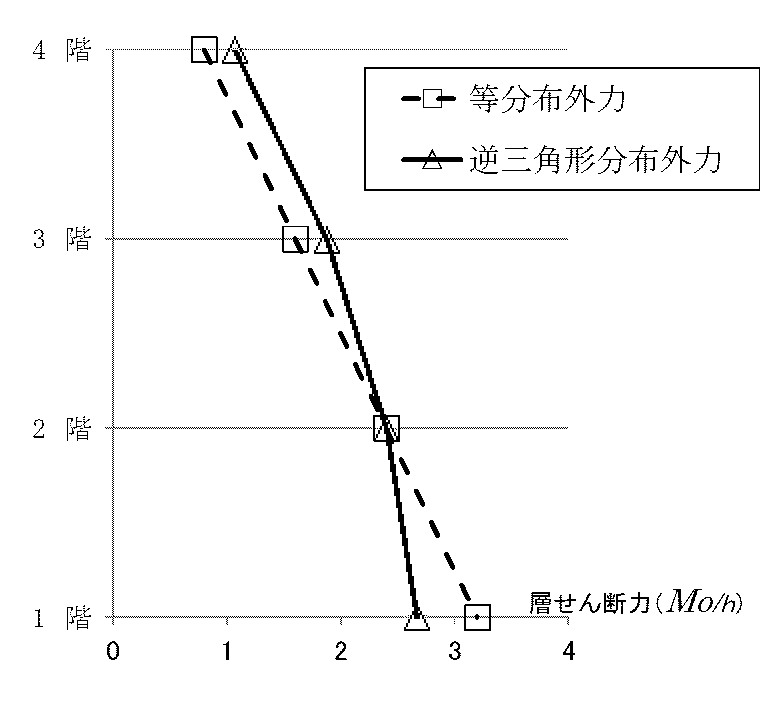 4 階
等分布外力
逆三角形分布外力
3 階
2 階
層せん断力(Mo/h)
1 階
0 1 2 3 4